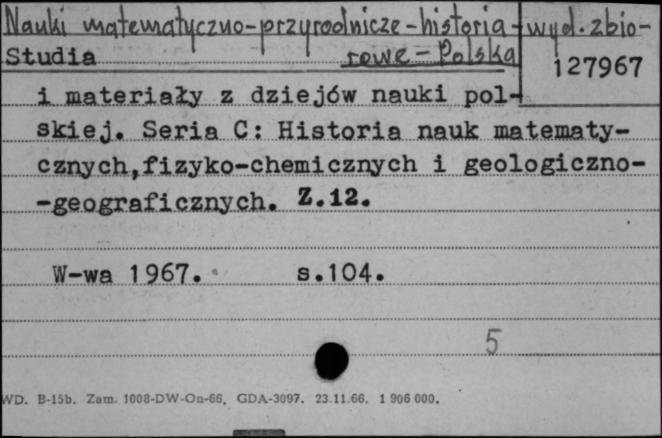 Nauki matematyczno-przyrodnicze-historia-wyd. zbio-
Studia rowe-Polska
127967
i materiały z dziejów nauki pol-
skiej. Seria C: Historia nauk matematy-
cznych,fizyko-chemicznych i geologiczno-
-geograficznych. Z.12.
W-wa 1967. s.104.
5
WD. B-15b. Zam. 1008-DW-On-66. GDA-3097. 23.11.66. 1 906 000.